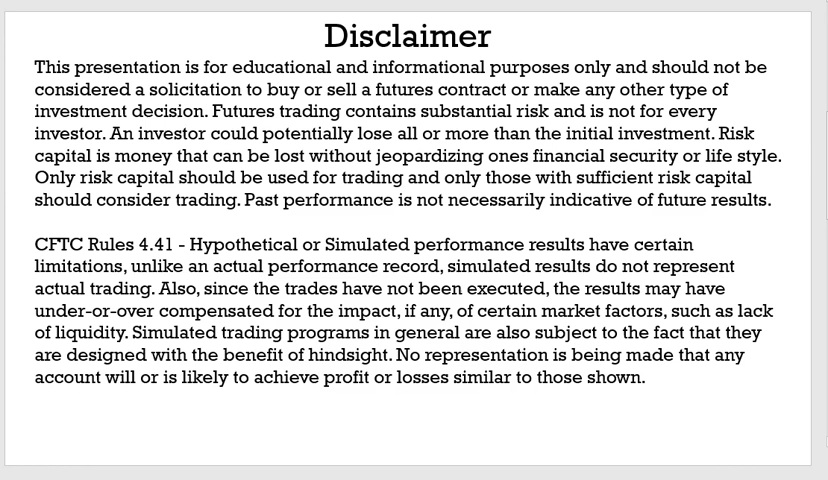 Disclaimer
This presentation is for educational and informational purposes only and should not be
considered a solicitation to buy or sell a futures contract or make any other type of
investment decision. Futures trading contains substantial risk and is not for every
investor. An investor could potentially lose all or more than the initial investment. Risk
capital is money that can be lost without jeopardizing ones financial security or life style.
Only risk capital should be used for trading and only those with sufficient risk capital
should consider trading. Past performance is not necessarily indicative of future results.
CFTC Rules 4.41 - Hypothetical or Simulated performance results have certain
limitations, unlike an actual performance record, simulated results do not represent
actual trading. Also, since the trades have not been executed, the results may have
under-or-over compensated for the impact, if any, of certain market factors, such as lack
of liquidity. Simulated trading programs in general are also subject to the fact that they
are designed with the benefit of hindsight. No representation is being made that any
account will or is likely to achieve profit or losses similar to those shown.